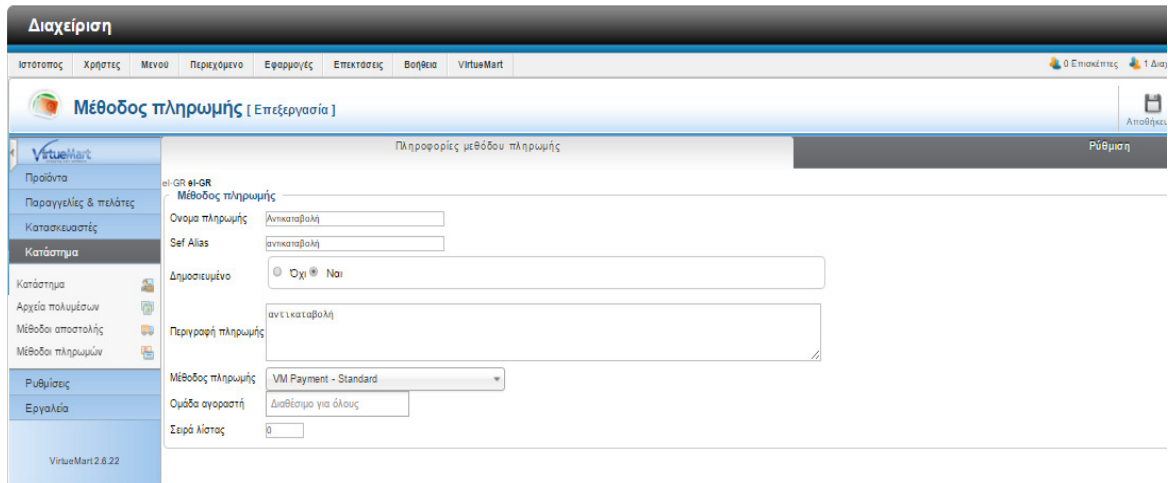 Διαχείριση
Ιστότοπος Χρήστες Μενού Περιεχόμενο Εφαρμογές Επεκτάσεις Βοήθεια VirtueMart 0 Επισκέπτες 1 Διαχ
Μέθοδος πληρωμής [ Επεξεργασία ]
Αποθήκευ
VirtueMart
Πληροφορίες μεθόδου πληρωμής Ρύθμιση
Προϊόντα
Παραγγελίες & πελάτες
Κατασκευαστές
Κατάστημα
Κατάστημα
Αρχεία πολυμέσων
Μέθοδοι αποστολής
Μέθοδοι πληρωμών
Ρυθμίσεις
Εργαλεία
VirtueMart 2.6.22
el-GR el-GR
Μέθοδος πληρωμής
Ονομα πληρωμής Αντικαταβολή
Sef Alias αντικαταβολή
Δημοσιευμένο Όχι Ναι
Περιγραφή πληρωμής αντικαταβολή
Μέθοδος πληρωμής VM Payment - Standard
Ομάδα αγοραστή Διαθέσιμο για όλους
Σειρά λίστας 0